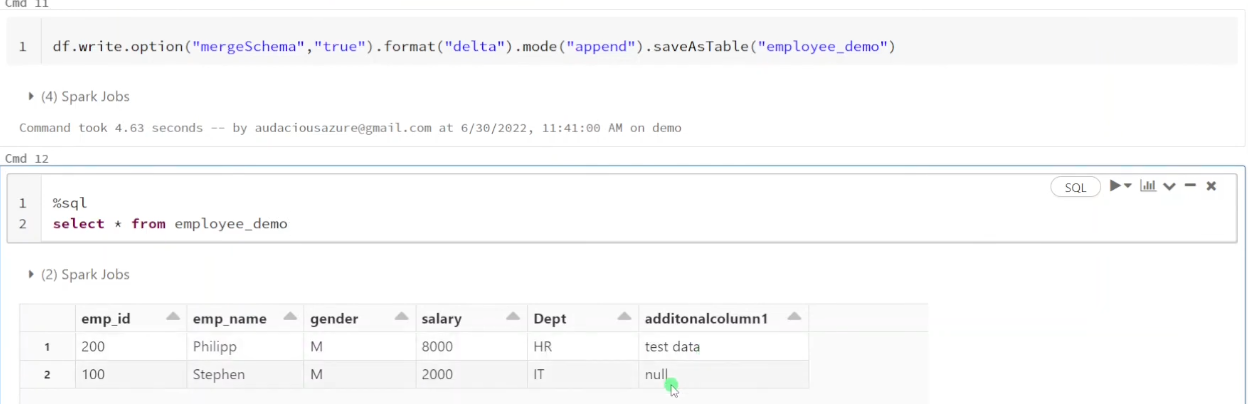 Cmd 11
1 df.write.option("mergeSchema","true").format("delta").mode("append").saveAsTable("employee_demo")
(4) Spark Jobs
Command took 4.63 seconds -- by audaciousazure@gmail.com at 6/30/2022, 11:41:00 AM on demo
Cmd 12
SQL
1 %sql
2 select * from employee_demo
(2) Spark Jobs
emp_id emp_name gender salary Dept additonalcolumn1
1 200 Philipp M 8000 HR test data
2 100 Stephen M 2000 IT null